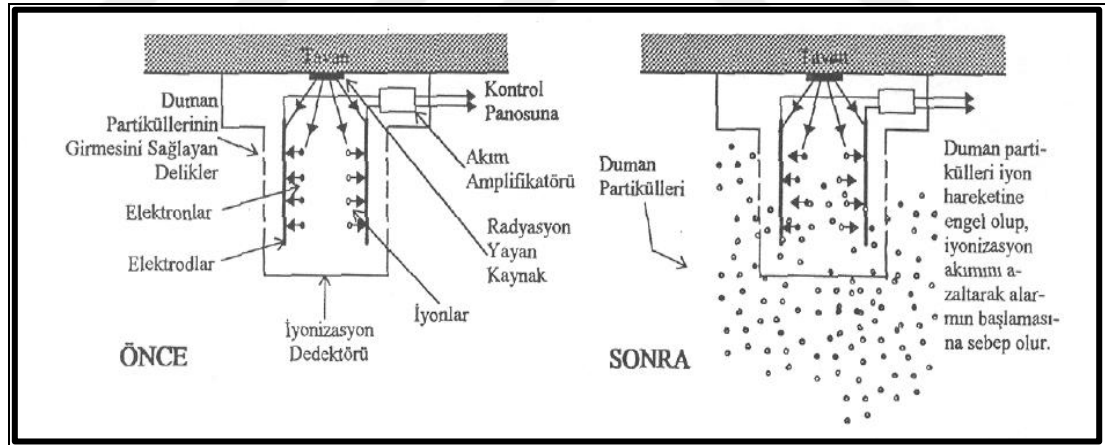 Tavan
Kontrol
Panosuna
Duman
Partiküllerinin
Girmesini Sağlayan
Delikler
Akım
Amplifikatörü
Elektronlar
Radyasyon
Yayan
Kaynak
Elektrodlar
İyonlar
İyonizasyon
Dedektörü
ÖNCE
Tavan
Duman
Partikülleri
Duman parti-
külleri iyon
hareketine
engel olup,
iyonizasyon
akımını a-
zaltarak alar-
mın başlaması-
na sebep olur.
SONRA